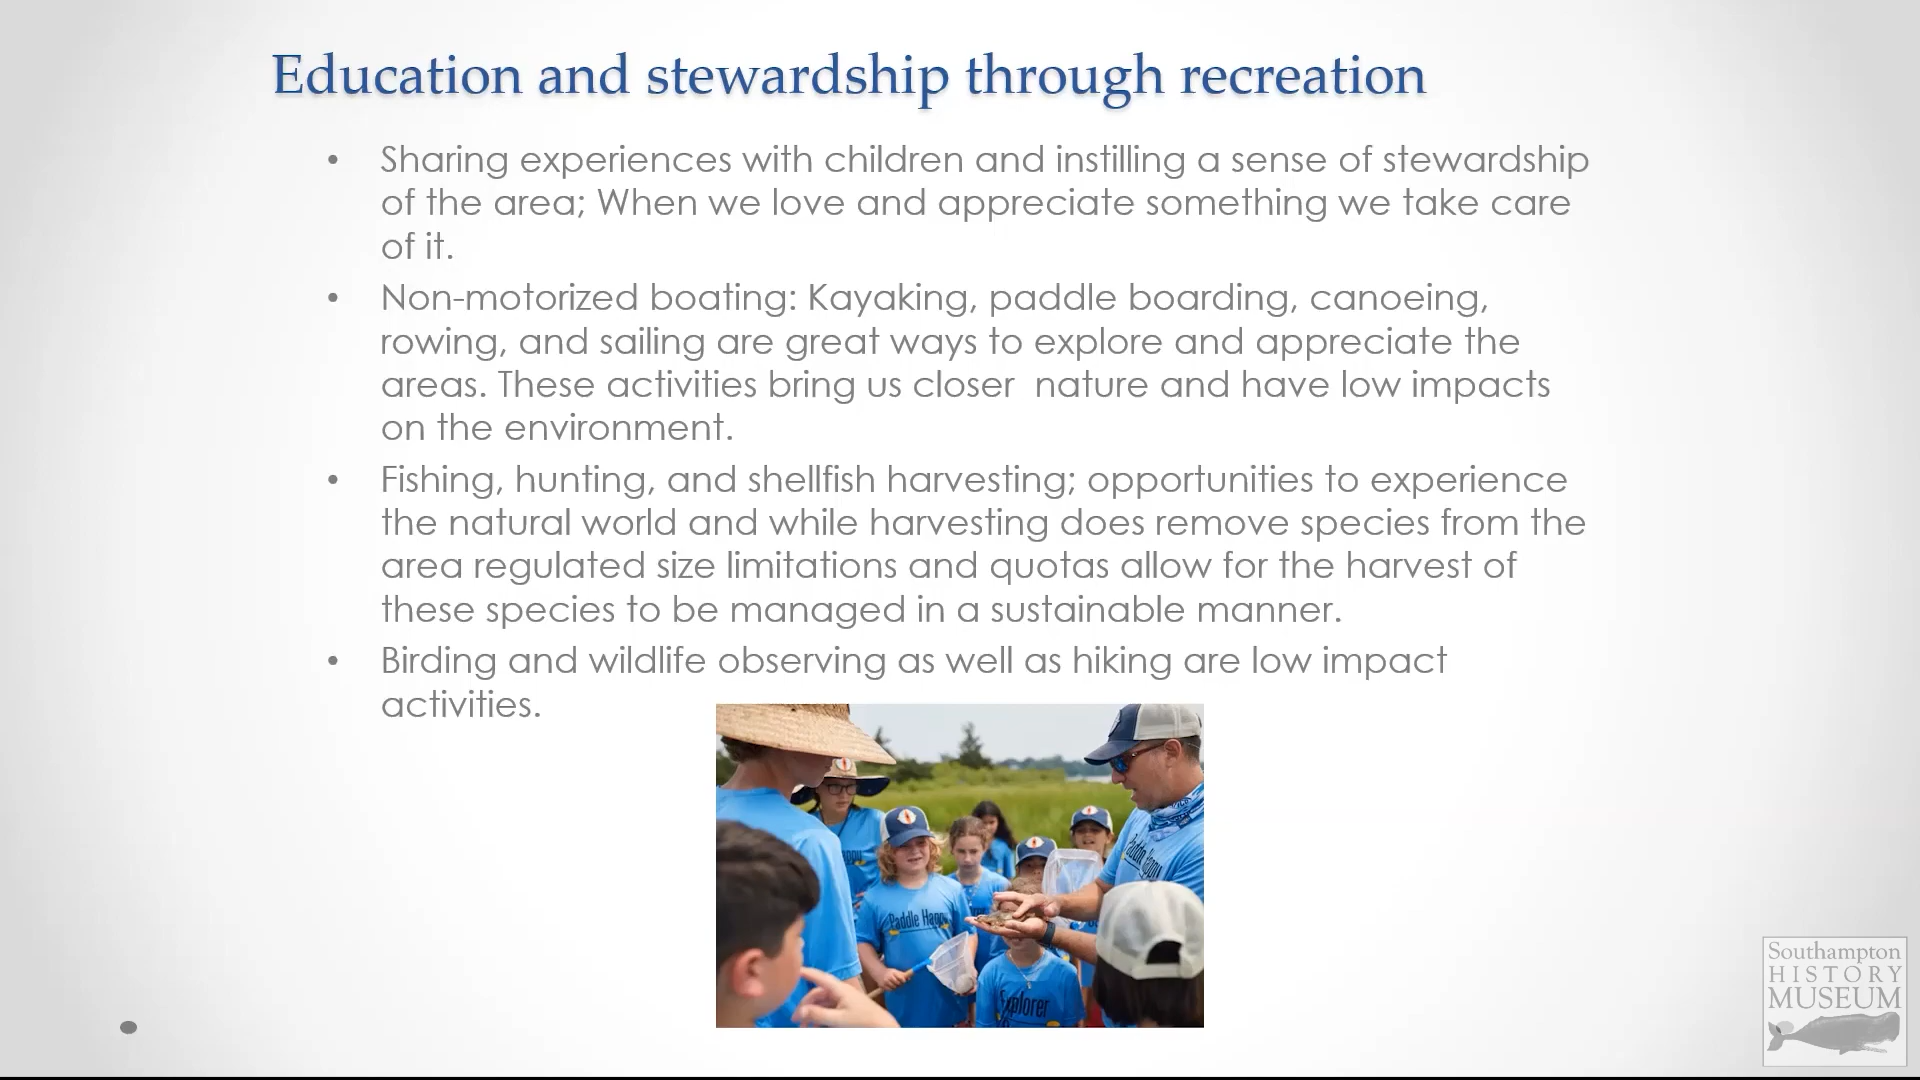 Education and stewardship through recreation
• Sharing experiences with children and instilling a sense of stewardship
of the area; When we love and appreciate something we take care
of it.
• Non-motorized boating: Kayaking, paddle boarding, canoeing,
rowing, and sailing are great ways to explore and appreciate the
areas. These activities bring us closer  nature and have low impacts
on the environment.
• Fishing, hunting, and shellfish harvesting; opportunities to experience
the natural world and while harvesting does remove species from the
area regulated size limitations and quotas allow for the harvest of
these species to be managed in a sustainable manner.
• Birding and wildlife observing as well as hiking are low impact
activities.
Paddle Happy
Paddle Happy
Explorer
Southampton
HISTORY
MUSEUM